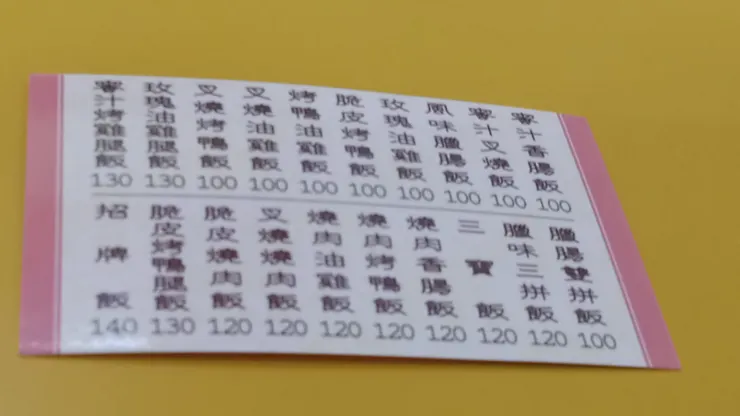 蜜汁香腸飯 100
蜜汁叉燒飯 100
風味臘腸飯 100
玫瑰油雞飯 100
脆皮烤鴨飯 100
烤鴨油雞飯 100
叉燒油雞飯 100
叉燒烤鴨飯 100
玫瑰油雞腿飯 130
蜜汁烤雞腿飯 130
臘腸雙拼飯 100
臘味三拼飯 120
三寶飯 120
燒肉香腸飯 120
燒肉烤鴨飯 120
燒肉油雞飯 120
叉燒燒肉飯 120
脆皮燒肉飯 120
脆皮烤鴨腿飯 130
招牌飯 140